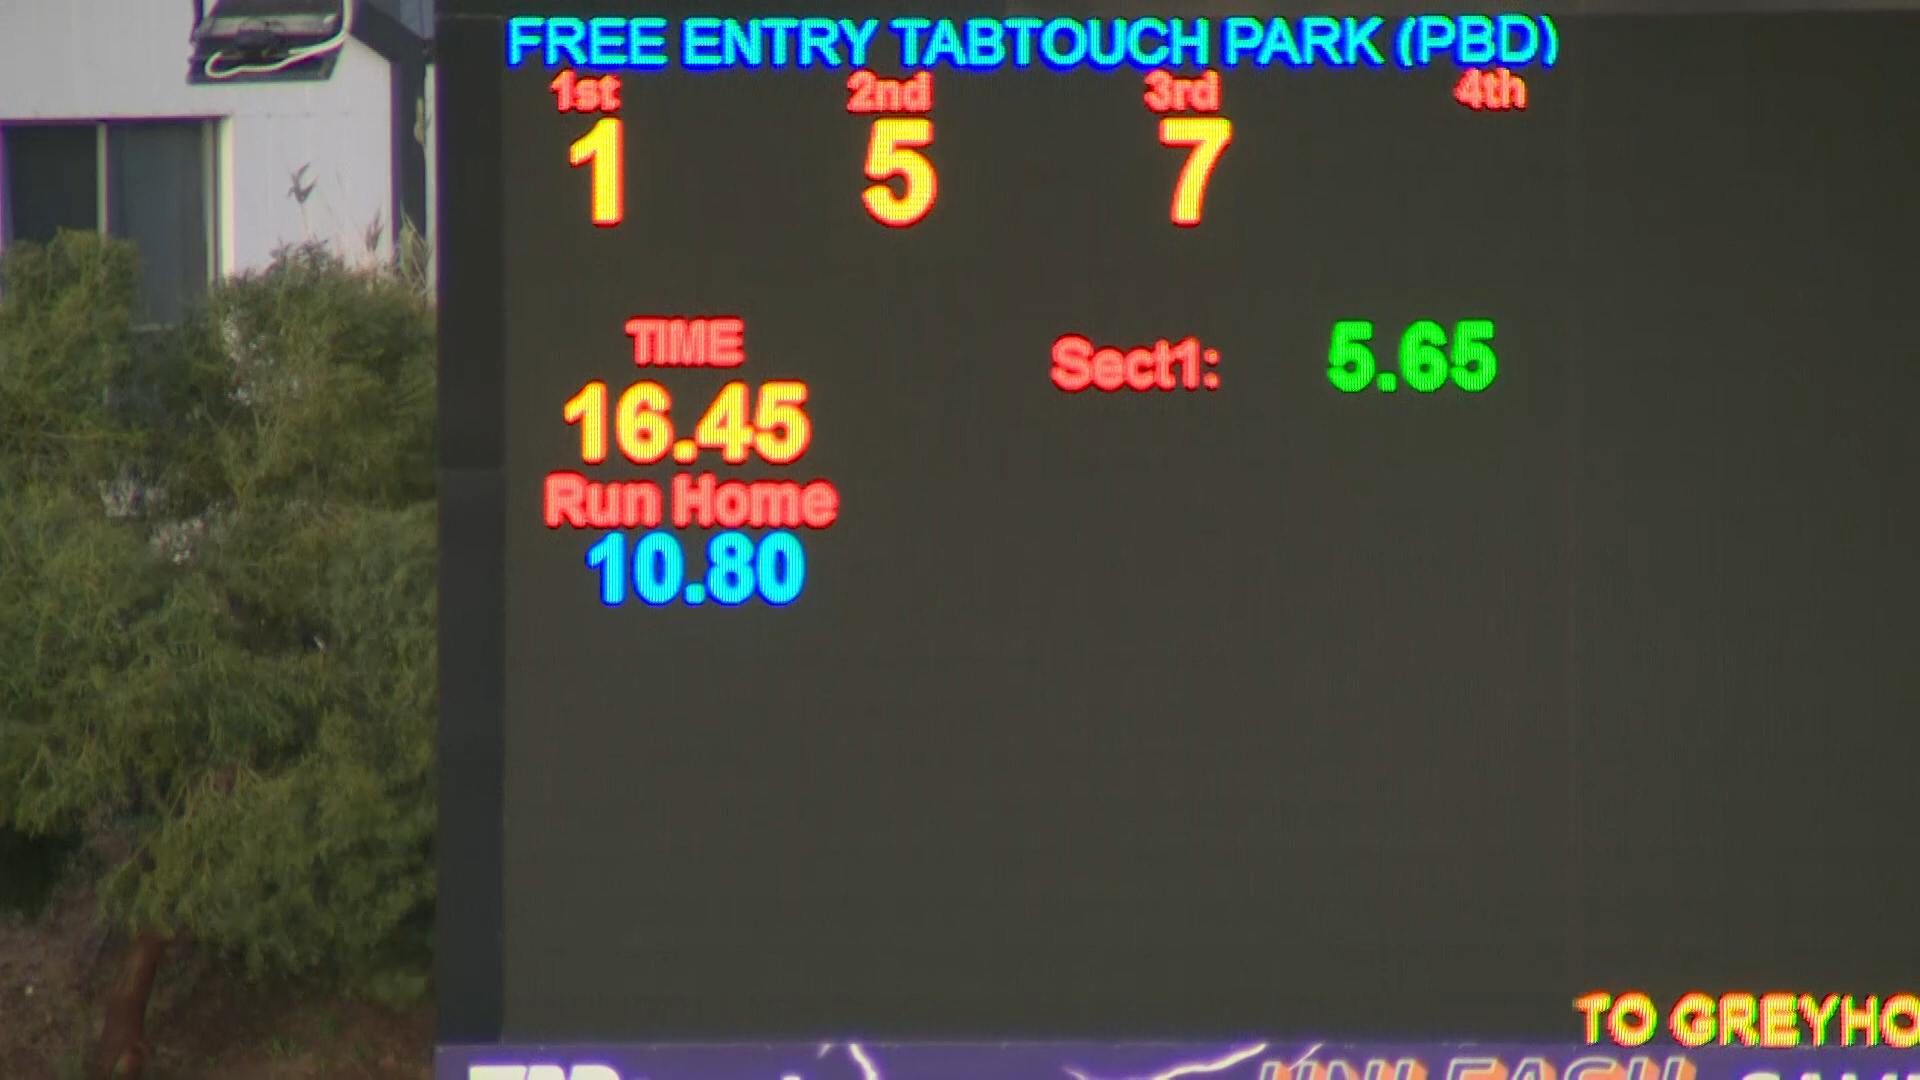 FREE ENTRY TABTOUCH PARK (PBD)
1st 2nd 3rd 4th
1 5 7
TIME
16.45
Sect1: 5.65
Run Home
10.80
TO GREYHO
UNLEASH